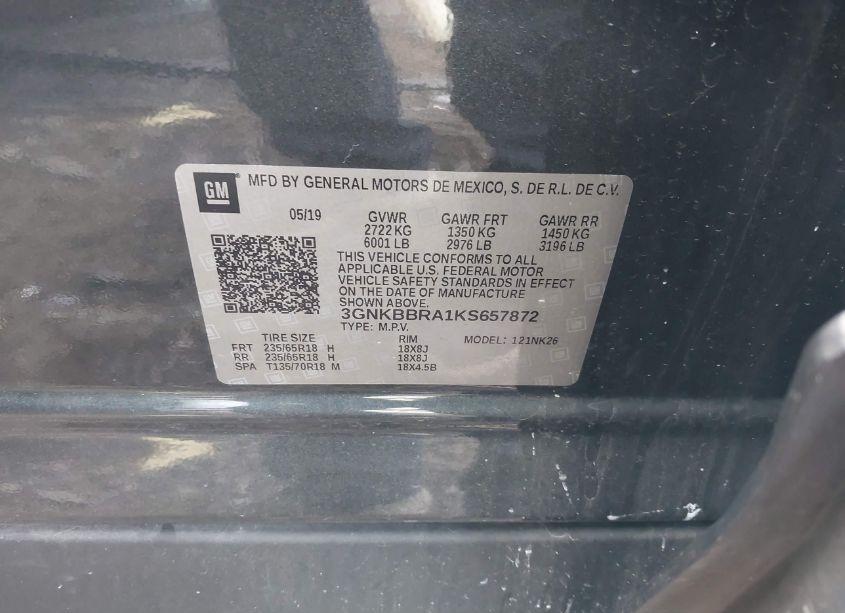 GM
MFD BY GENERAL MOTORS DE MEXICO, S. DE R.L. DE C.V.
05/19 GVWR GAWR FRT GAWR RR
2722 KG 1350 KG 1450 KG
6001 LB 2976 LB 3196 LB
THIS VEHICLE CONFORMS TO ALL
APPLICABLE U.S. FEDERAL MOTOR
VEHICLE SAFETY STANDARDS IN EFFECT
ON THE DATE OF MANUFACTURE
SHOWN ABOVE.
3GNKBBRA1KS657872
TYPE: M.P.V.
TIRE SIZE RIM MODEL: 121NK26
FRT 235/65R18 H 18X8J
RR 235/65R18 H 18X8J
SPA T135/70R18 M 18X4.5B